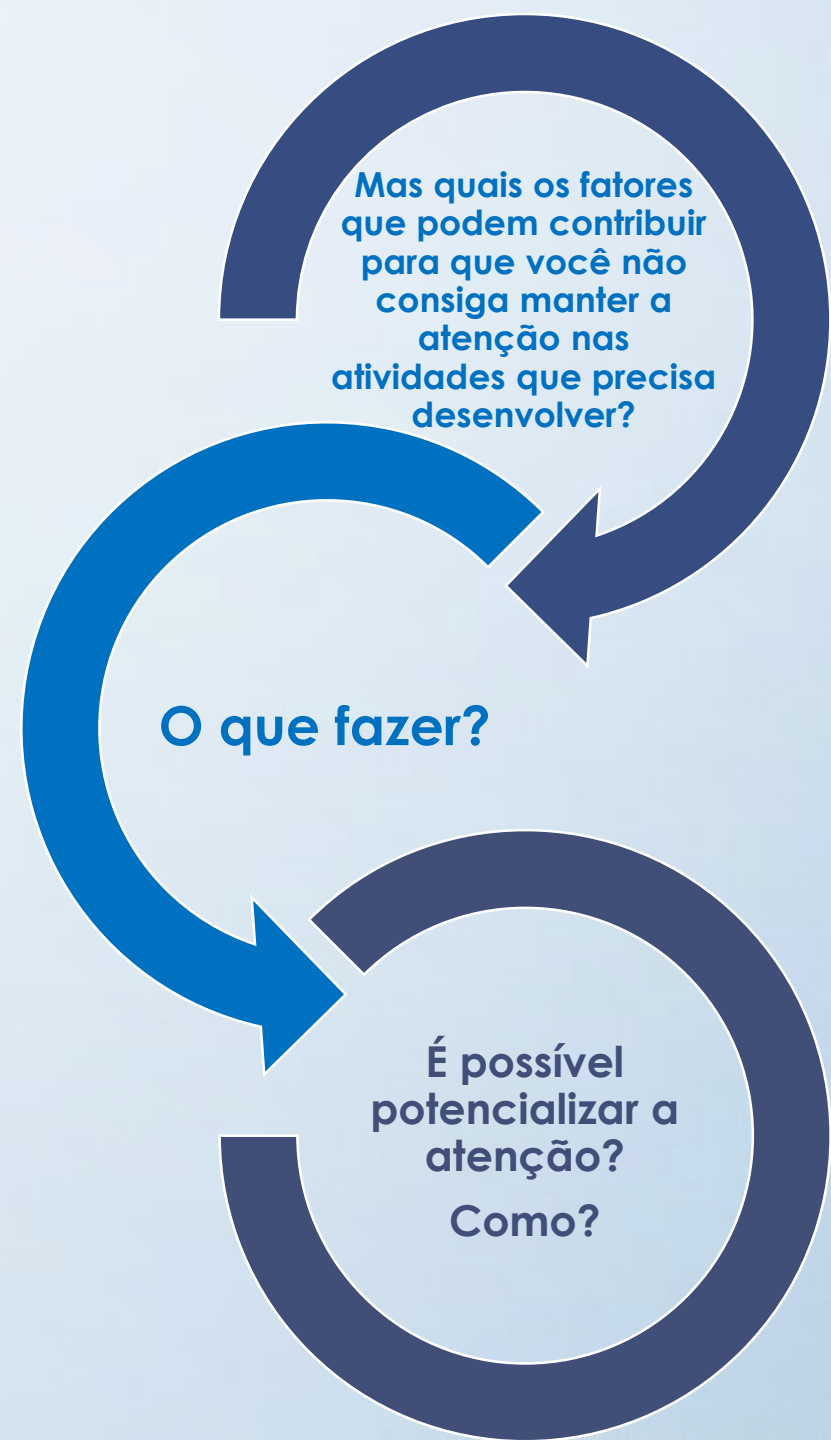 Mas quais os fatores
que podem contribuir
para que você não
consiga manter a
atenção nas
atividades que precisa
desenvolver?
O que fazer?
É possível
potencializar a
atenção?
Como?